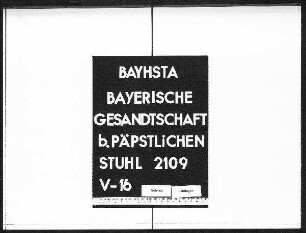 BAYHSTA
BAYERISCHE
GESANDTSCHAFT
b. PÄPSTLiCHEN
STUHL 2109
V-16